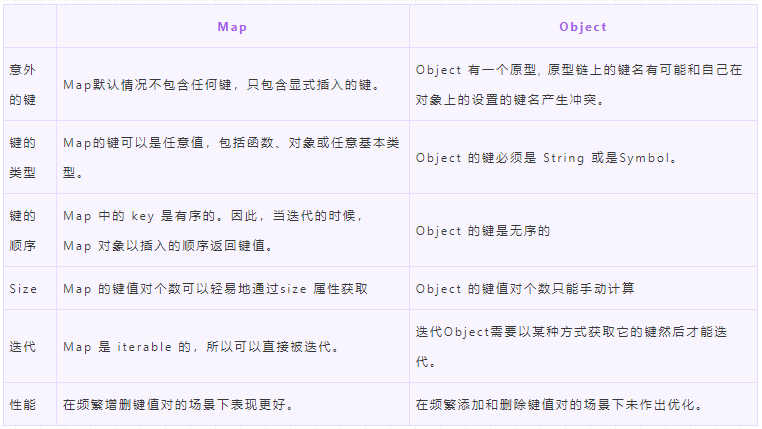 Map Object
意外
的键
Map默认情况不包含任何键，只包含显式插入的键。
Object 有一个原型, 原型链上的键名有可能和自己在
对象上的设置的键名产生冲突。
键的
类型
Map的键可以是任意值，包括函数、对象或任意基本类
型。
Object 的键必须是 String 或是Symbol。
键的
顺序
Map 中的 key 是有序的。因此，当迭代的时候，
Map 对象以插入的顺序返回键值。
Object 的键是无序的
Size
Map 的键值对个数可以轻易地通过size 属性获取
Object 的键值对个数只能手动计算
迭代
Map 是 iterable 的，所以可以直接被迭代。
迭代Object需要以某种方式获取它的键然后才能迭
代。
性能
在频繁增删键值对的场景下表现更好。
在频繁添加和删除键值对的场景下未作出优化。